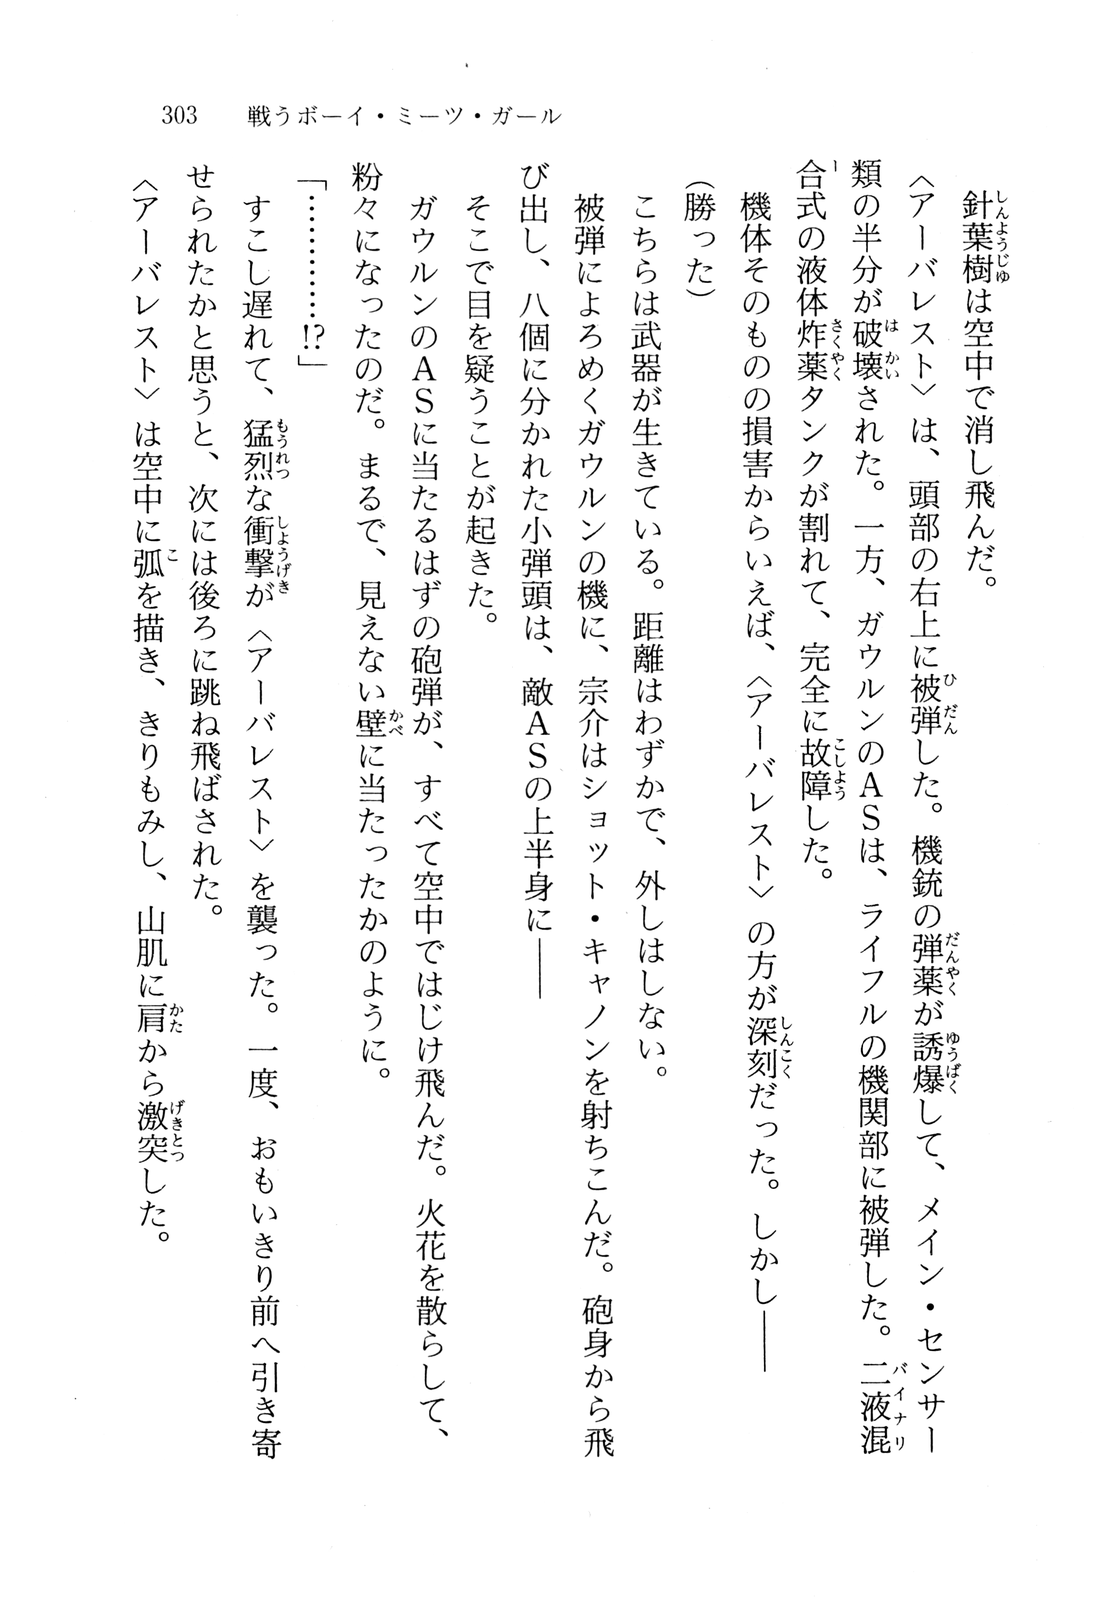 303　戦うボーイ・ミーツ・ガール
　針葉樹は空中で消し飛んだ。
〈アーバレスト〉は、頭部の右上に被弾した。機銃の弾薬が誘爆して、メイン・センサー
類の半分が破壊された。一方、ガウルンのＡＳは、ライフルの機関部に被弾した。二液混
合式の液体炸薬タンクが割れて、完全に故障した。
　機体そのものの損害からいえば、〈アーバレスト〉の方が深刻だった。しかし――
（勝った）
　こちらは武器が生きている。距離はわずかで、外しはしない。
　被弾によろめくガウルンの機に、宗介はショット・キャノンを射ちこんだ。砲身から飛
び出し、八個に分かれた小弾頭は、敵ＡＳの上半身に――
　そこで目を疑うことが起きた。
　ガウルンのＡＳに当たるはずの砲弾が、すべて空中ではじけ飛んだ。火花を散らして、
粉々になったのだ。まるで、見えない壁に当たったかのように。
「…………!?」
　すこし遅れて、猛烈な衝撃が〈アーバレスト〉を襲った。一度、おもいきり前へ引き寄
せられたかと思うと、次には後ろに跳ね飛ばされた。
〈アーバレスト〉は空中に弧を描き、きりもみし、山肌に肩から激突した。